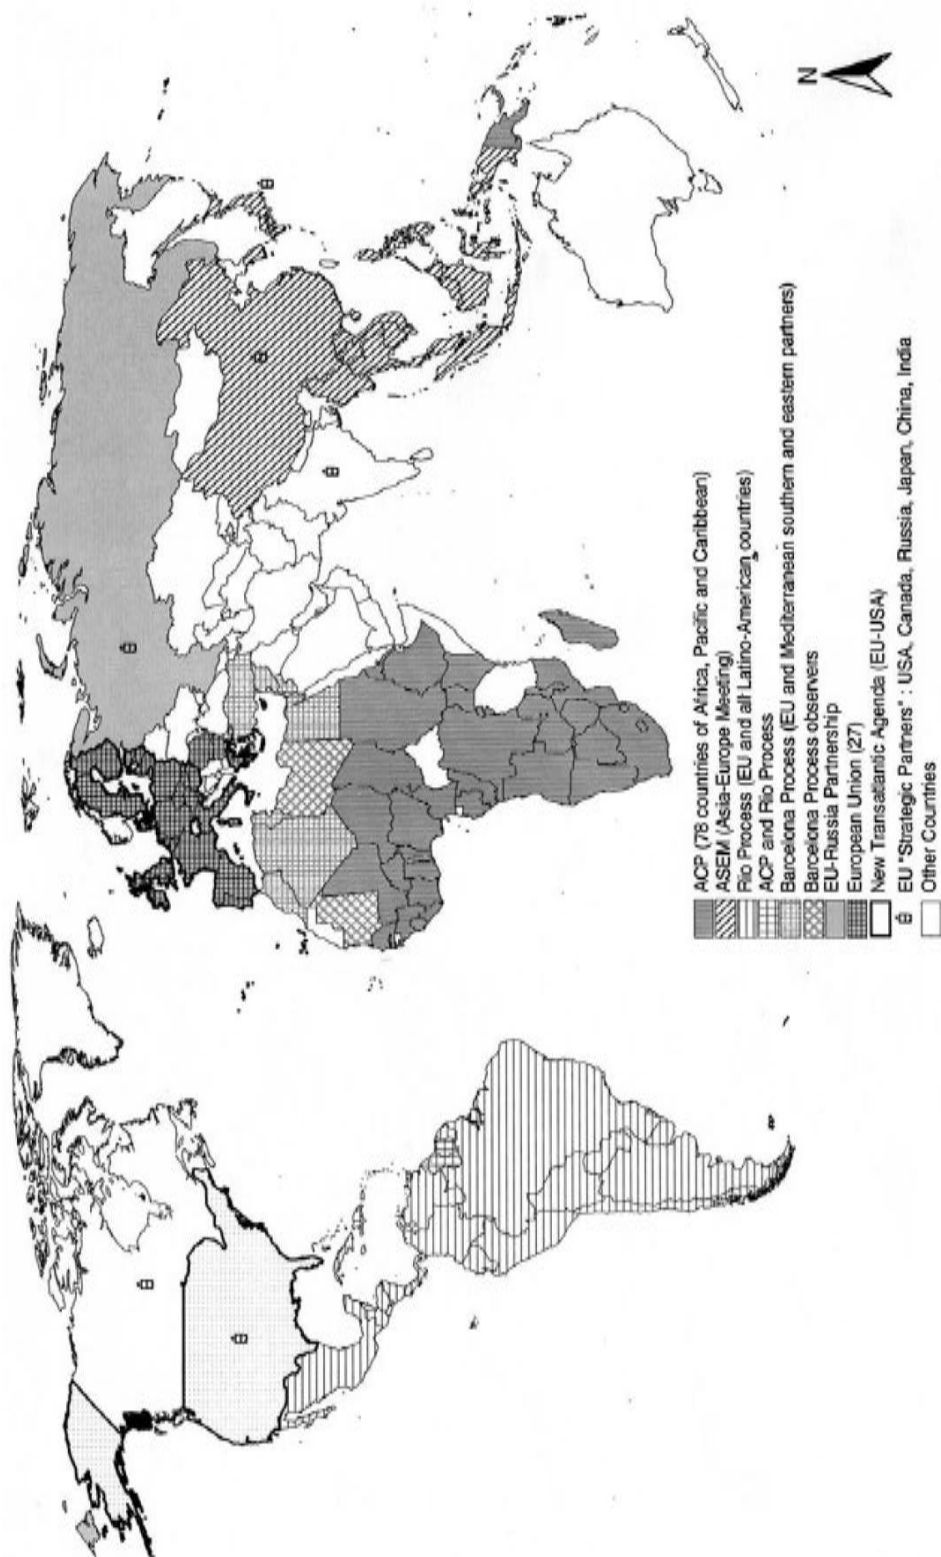 N
ACP (78 countries of Africa, Pacific and Caribbean)
ASEM (Asia-Europe Meeting)
Rio Process (EU and all Latino-American countries)
ACP and Rio Process
Barcelona Process (EU and Mediterranean southern and eastern partners)
Barcelona Process observers
EU-Russia Partnership
European Union (27)
New Transatlantic Agenda (EU-USA)
EU "Strategic Partners" : USA, Canada, Russia, Japan, China, India
Other Countries